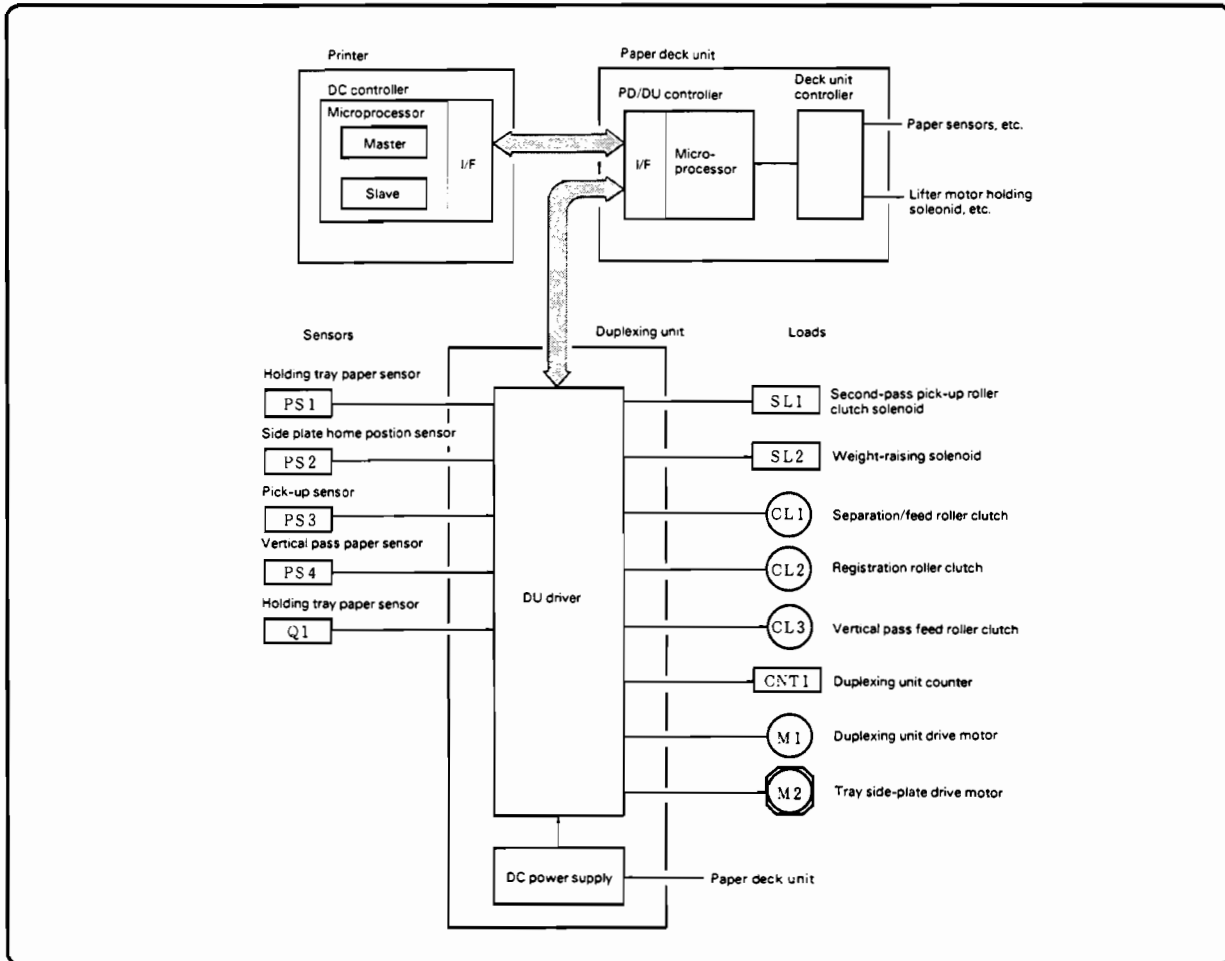 Printer
DC controller
Microprocessor
Master
Slave
I/F
Paper deck unit
PD/DU controller
I/F
Micro-
processor
Deck unit
controller
Paper sensors, etc.
Lifter motor holding
soleonid, etc.
Sensors
Duplexing unit
Loads
Holding tray paper sensor
PS1
Side plate home postion sensor
PS2
Pick-up sensor
PS3
Vertical pass paper sensor
PS4
Holding tray paper sensor
Q1
DU driver
SL1
Second-pass pick-up roller
clutch solenoid
SL2
Weight-raising solenoid
CL1
Separation/feed roller clutch
CL2
Registration roller clutch
CL3
Vertical pass feed roller clutch
CNT1
Duplexing unit counter
M1
Duplexing unit drive motor
M2
Tray side-plate drive motor
DC power supply
Paper deck unit